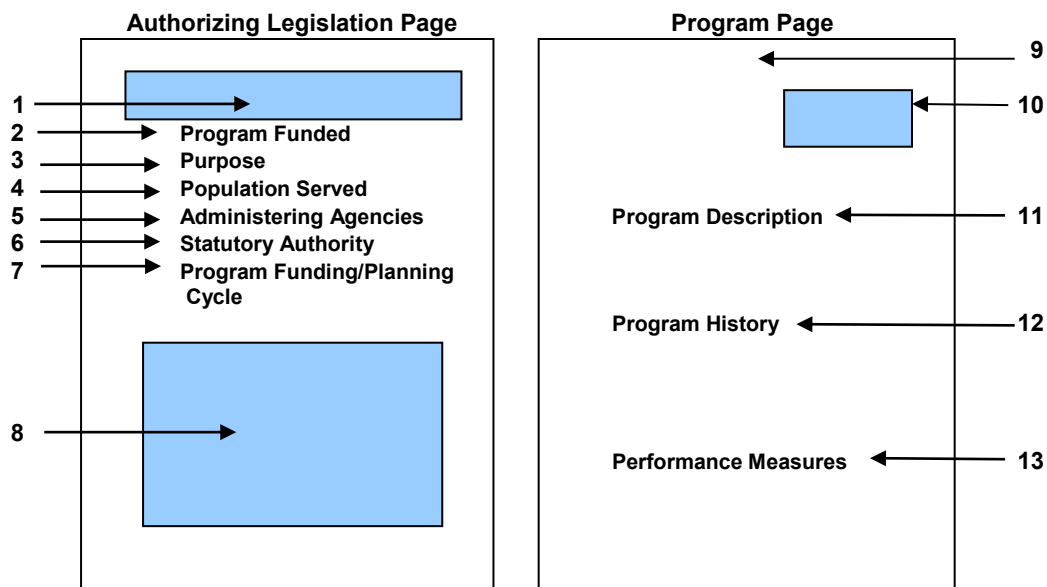 Authorizing Legislation Page
1
2 Program Funded
3 Purpose
4 Population Served
5 Administering Agencies
6 Statutory Authority
7 Program Funding/Planning
Cycle
8
Program Page
9
10
Program Description 11
Program History 12
Performance Measures 13